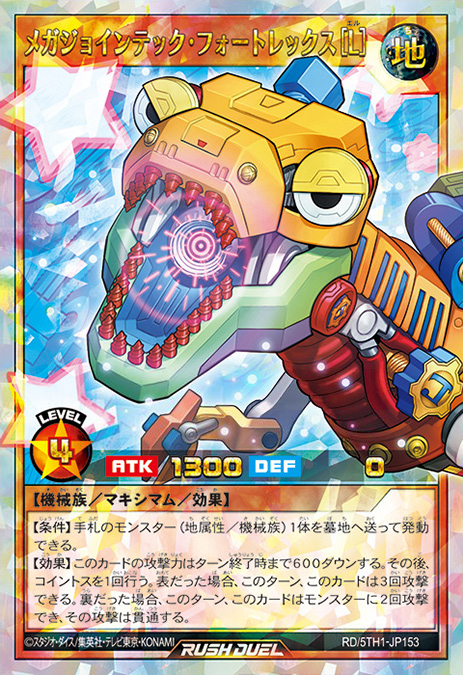 メガジョインテック・フォートレックス[L]
エル
地
LEVEL
4
ATK/1300 DEF 0
【機械族／マキシマム／効果】
【条件】手札のモンスター（地属性／機械族）1体を墓地へ送って発動
できる。
【効果】このカードの攻撃力はターン終了時まで600ダウンする。その後、
コイントスを1回行う。表だった場合、このターン、このカードは3回攻撃
できる。裏だった場合、このターン、このカードはモンスターに2回攻撃
でき、その攻撃は貫通する。
©スタジオ・ダイス/集英社・テレビ東京・KONAMI
RUSH DUEL
RD/5TH1-JP153